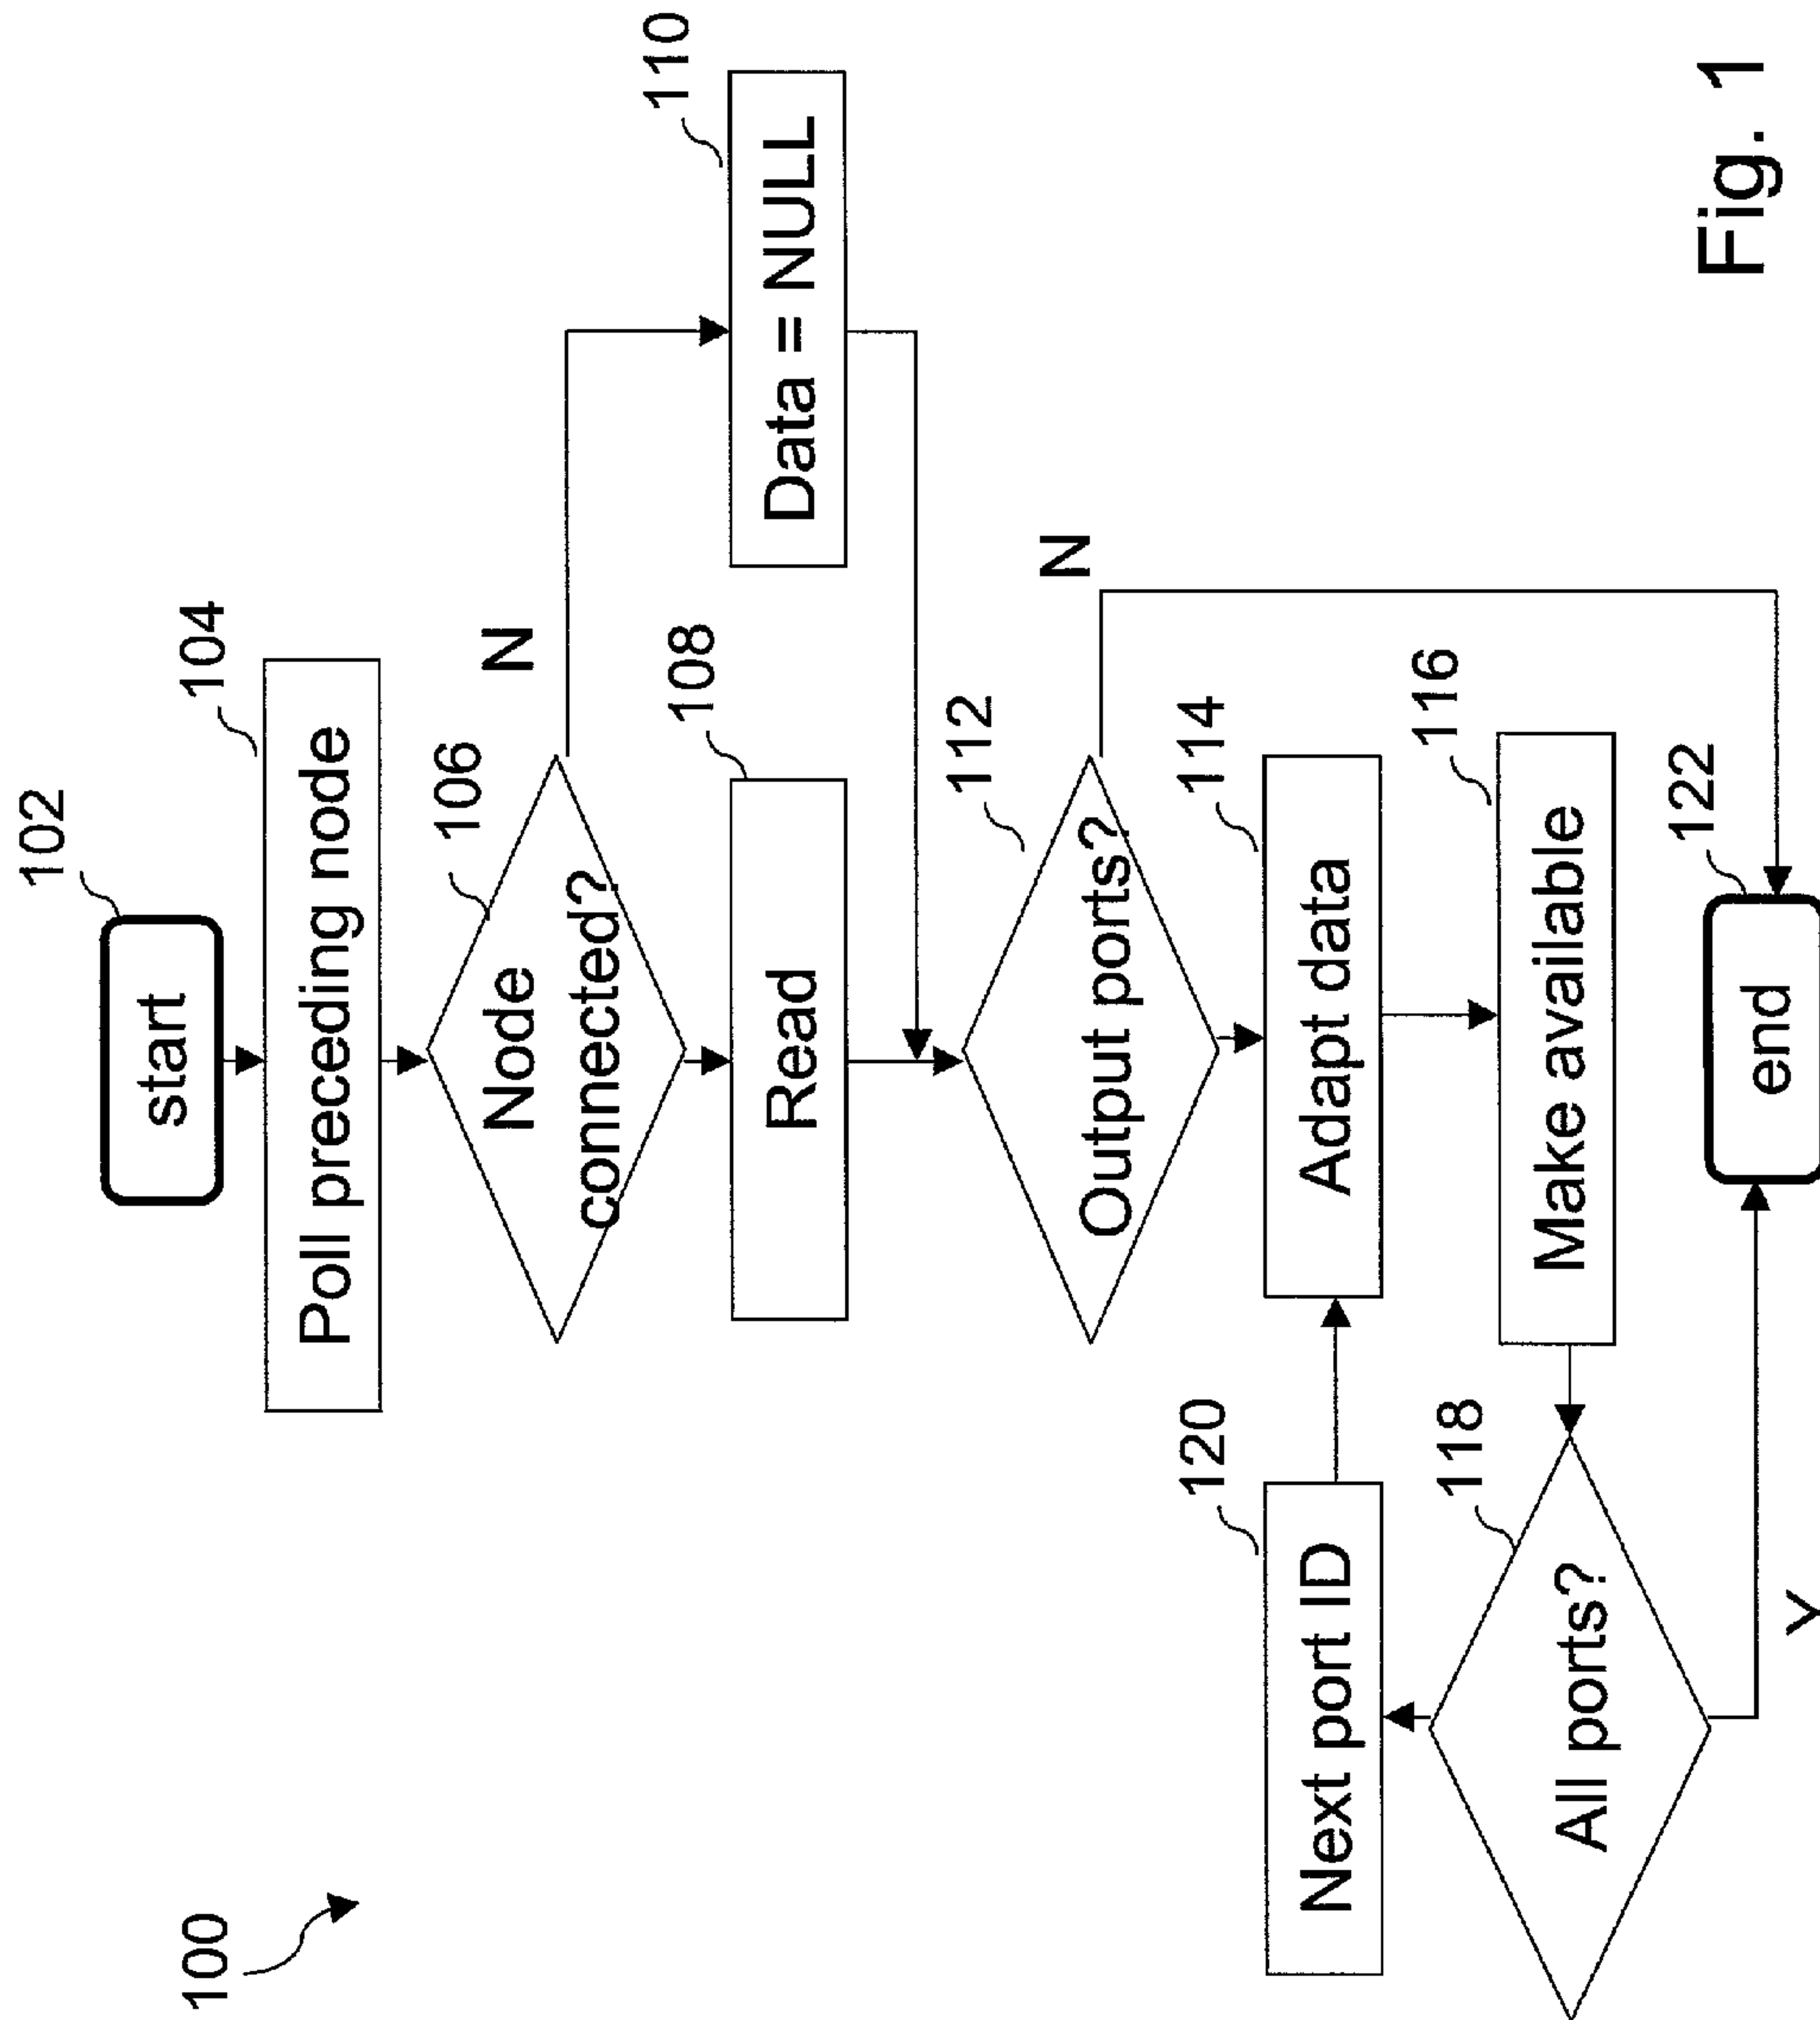 100
102
start
104
Poll preceding node
106
Node
connected?
N
108
Read
110
Data = NULL
112
Output ports?
N
114
Adapt data
116
Make available
118
All ports?
120
Next port ID
Y
122
end
Fig. 1